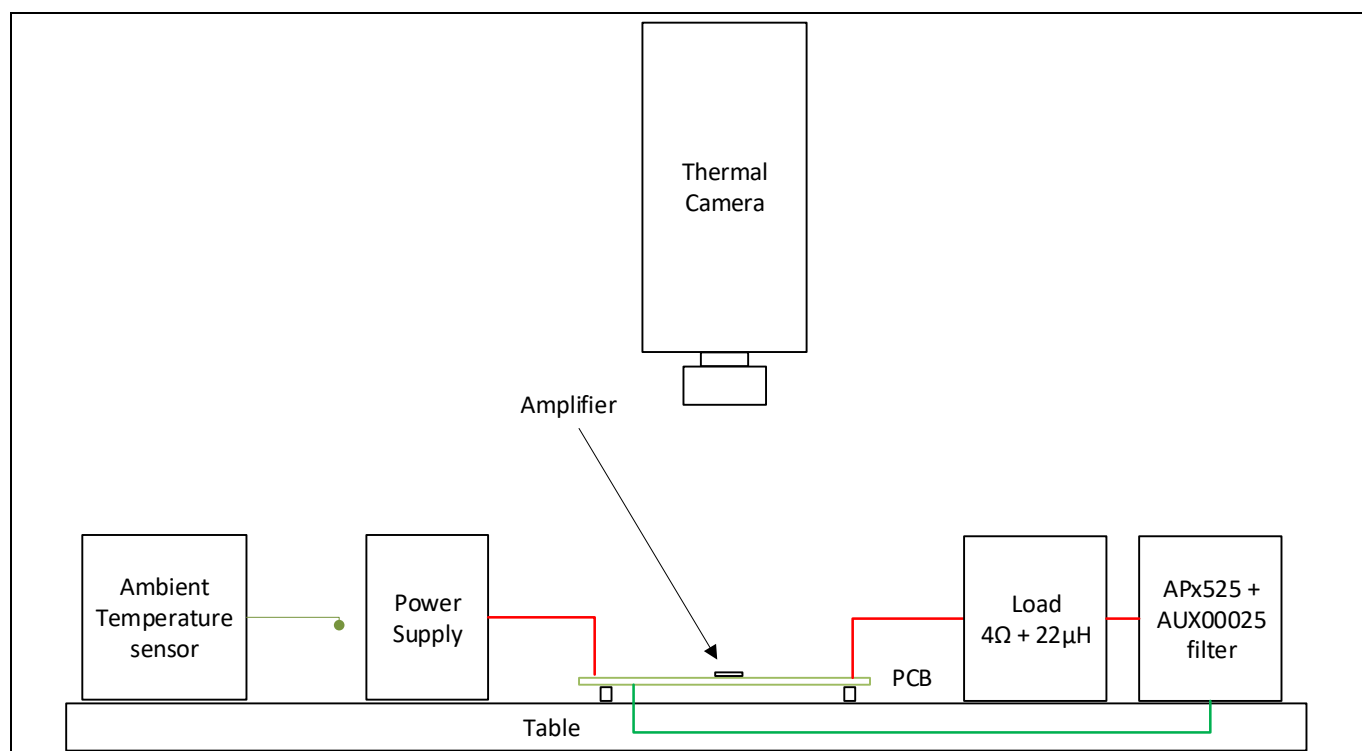 Thermal
Camera
Amplifier
Ambient
Temperature
sensor
Power
Supply
Load
4Ω + 22µH
APx525 +
AUX00025
filter
PCB
Table